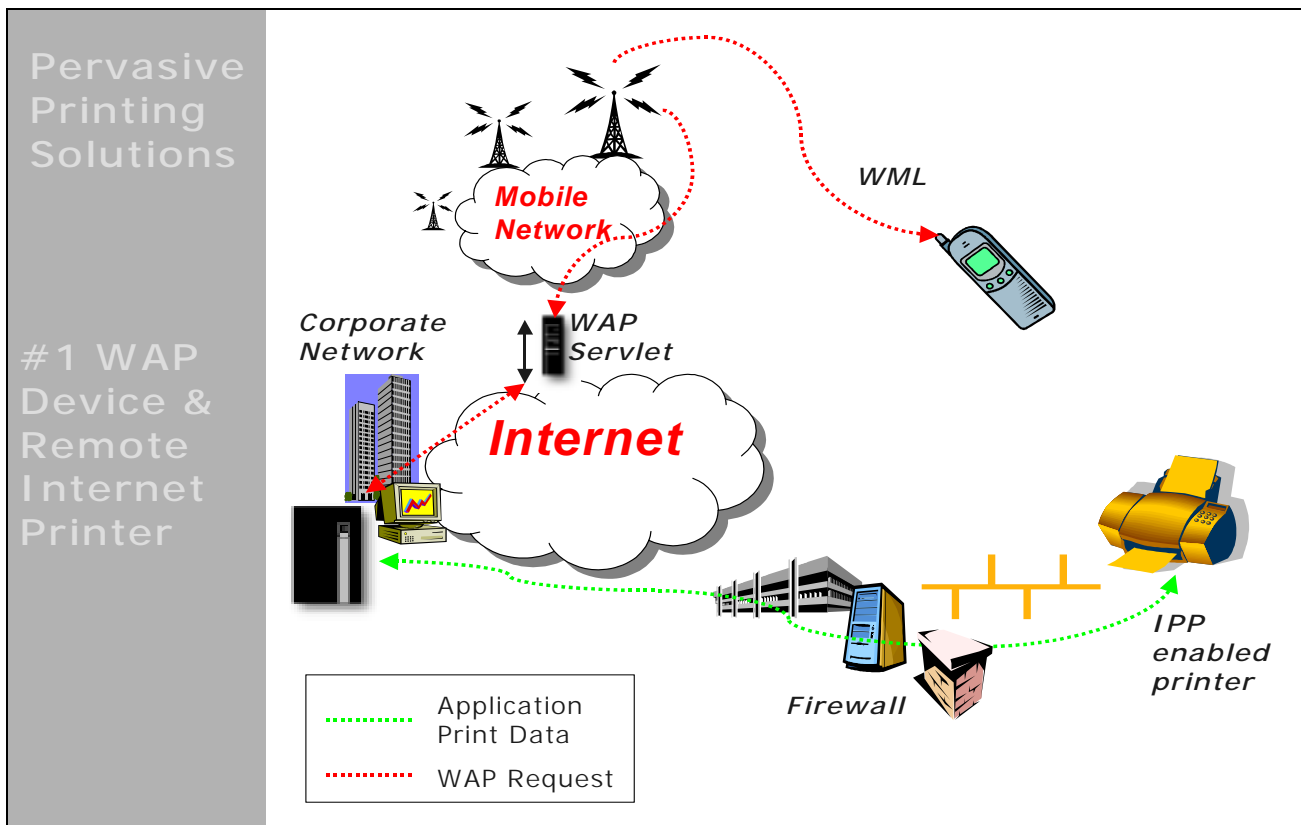 Pervasive
Printing
Solutions
#1 WAP
Device &
Remote
Internet
Printer
Mobile
Network
WML
Corporate
Network
WAP
Servlet
Internet
IPP
enabled
printer
Firewall
Application
Print Data
WAP Request